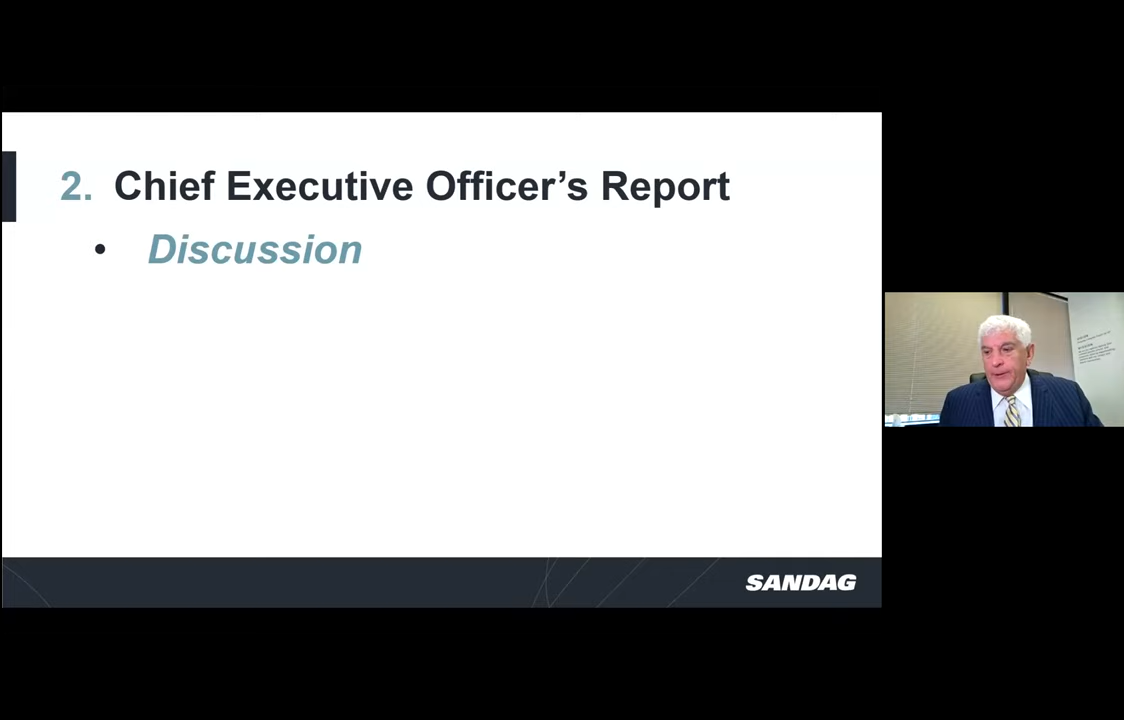 2. Chief Executive Officer's Report
• Discussion
SANDAG